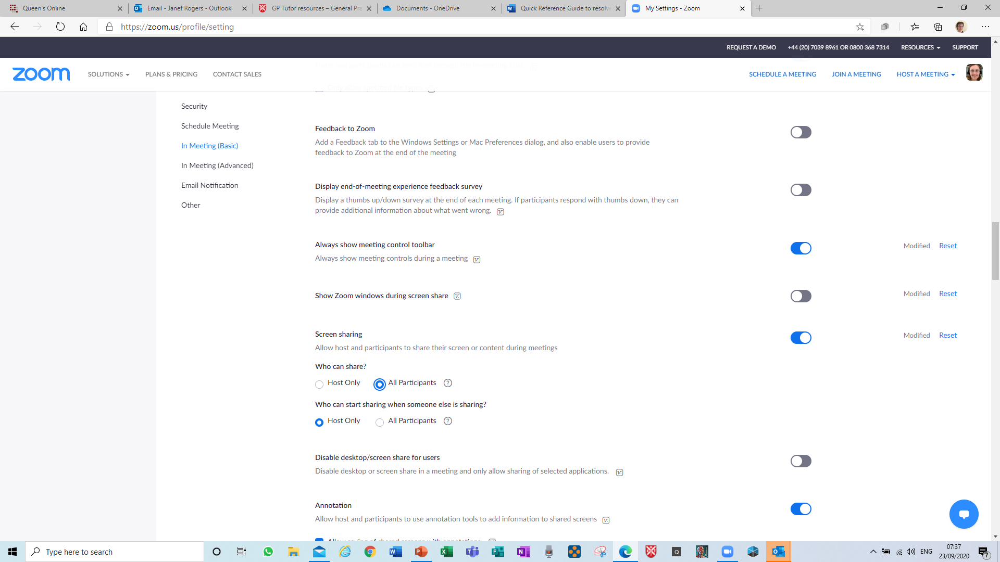 Queen's Online
Email - Janet Rogers - Outlook
GP Tutor resources – General Pra
Documents - OneDrive
Quick Reference Guide to resolve
My Settings - Zoom
https://zoom.us/profile/setting
REQUEST A DEMO
+44 (20) 7039 8961 OR 0800 368 7314
RESOURCES
SUPPORT
zoom
SOLUTIONS
PLANS & PRICING
CONTACT SALES
SCHEDULE A MEETING
JOIN A MEETING
HOST A MEETING
Security
Schedule Meeting
In Meeting (Basic)
In Meeting (Advanced)
Email Notification
Other
Feedback to Zoom
Add a Feedback tab to the Windows Settings or Mac Preferences dialog, and also enable users to provide
feedback to Zoom at the end of the meeting
Display end-of-meeting experience feedback survey
Display a thumbs up/down survey at the end of each meeting. If participants respond with thumbs down, they can
provide additional information about what went wrong.
Always show meeting control toolbar
Modified Reset
Always show meeting controls during a meeting
Show Zoom windows during screen share
Modified Reset
Screen sharing
Modified Reset
Allow host and participants to share their screen or content during meetings
Who can share?
Host Only All Participants
Who can start sharing when someone else is sharing?
Host Only All Participants
Disable desktop/screen share for users
Disable desktop or screen share in a meeting and only allow sharing of selected applications.
Annotation
Allow host and participants to use annotation tools to add information to shared screens
Allow saving of shared screens with annotations
Type here to search
ENG
07:37
23/09/2020
7